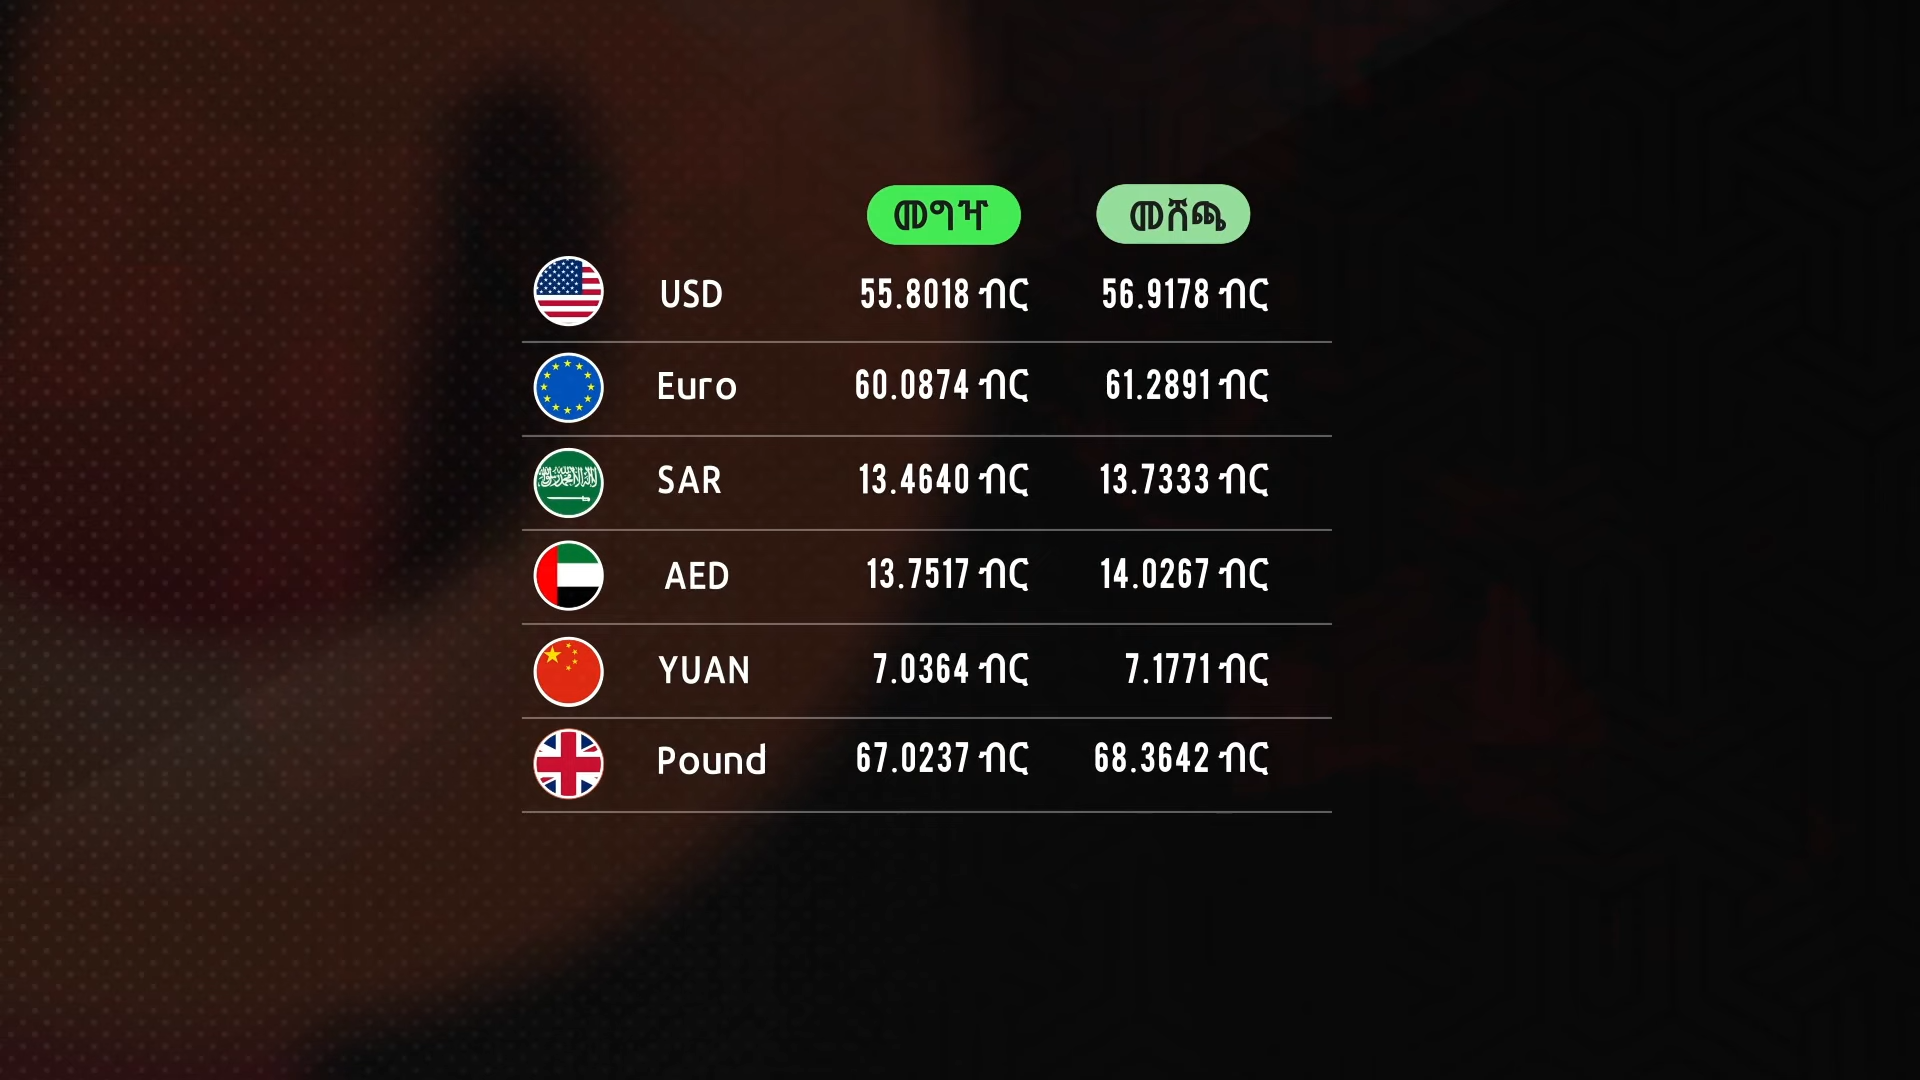 መግዣ መሸጫ
USD 55.8018 ብር 56.9178 ብር
Euro 60.0874 ብር 61.2891 ብር
SAR 13.4640 ብር 13.7333 ብር
AED 13.7517 ብር 14.0267 ብር
YUAN 7.0364 ብር 7.1771 ብር
Pound 67.0237 ብር 68.3642 ብር